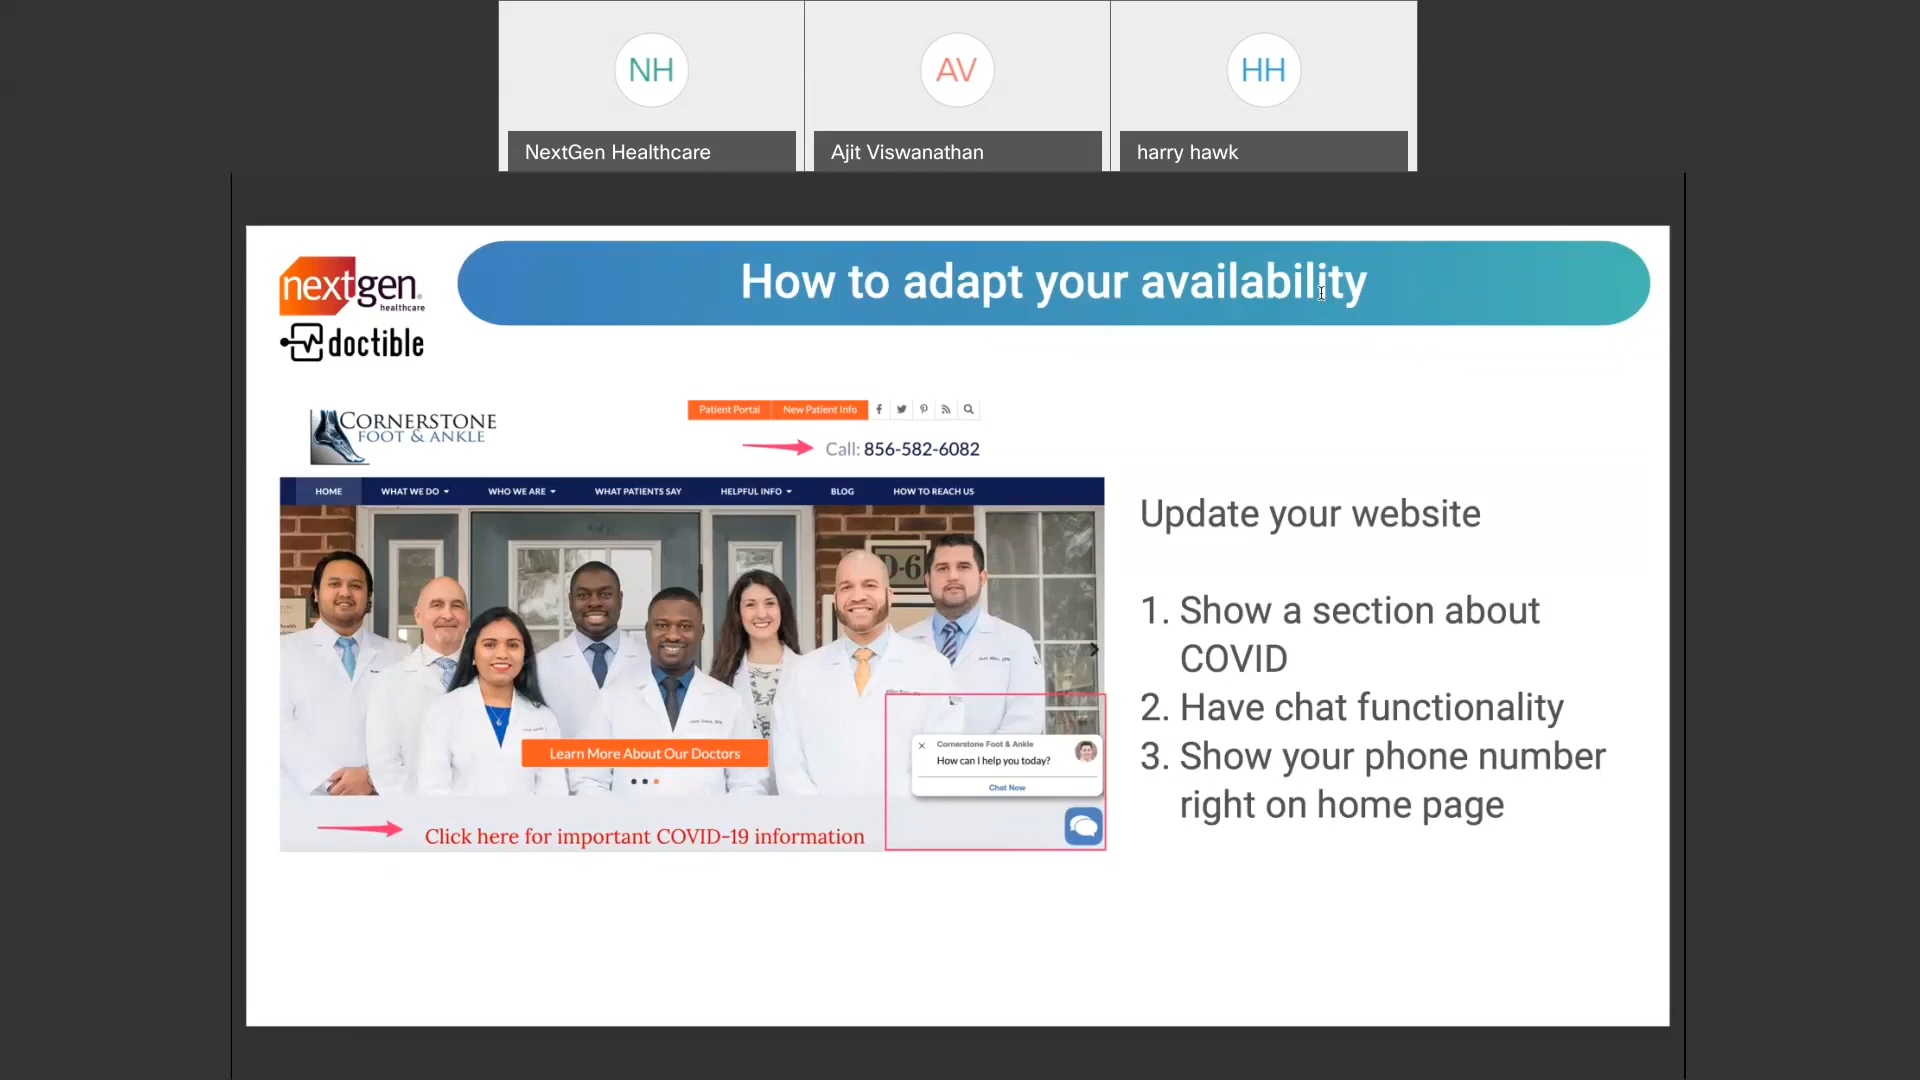 NH
AV
HH
NextGen Healthcare
Ajit Viswanathan
harry hawk
nextgen
healthcare
doctible
How to adapt your availability
CORNERSTONE
FOOT & ANKLE
Patient Portal
New Patient Info
Call: 856-582-6082
HOME
WHAT WE DO
WHO WE ARE
WHAT PATIENTS SAY
HELPFUL INFO
BLOG
HOW TO REACH US
D-6
Learn More About Our Doctors
Cornerstone Foot & Ankle
How can I help you today?
Chat Now
Click here for important COVID-19 information
Update your website
1. Show a section about
COVID
2. Have chat functionality
3. Show your phone number
right on home page